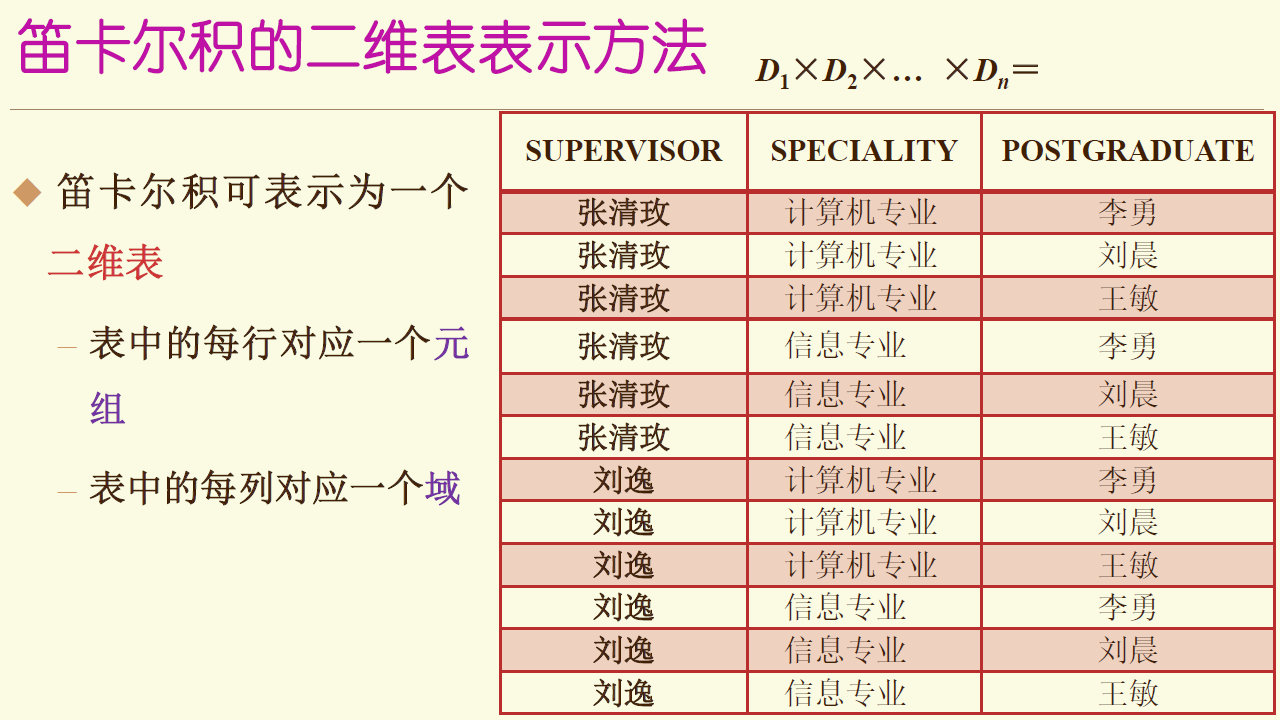 笛卡尔积的二维表表示方法
D1×D2×… ×Dn=
◆ 笛卡尔积可表示为一个
二维表
– 表中的每行对应一个元
组
– 表中的每列对应一个域
SUPERVISOR SPECIALITY POSTGRADUATE
张清玫 计算机专业 李勇
张清玫 计算机专业 刘晨
张清玫 计算机专业 王敏
张清玫 信息专业 李勇
张清玫 信息专业 刘晨
张清玫 信息专业 王敏
刘逸 计算机专业 李勇
刘逸 计算机专业 刘晨
刘逸 计算机专业 王敏
刘逸 信息专业 李勇
刘逸 信息专业 刘晨
刘逸 信息专业 王敏